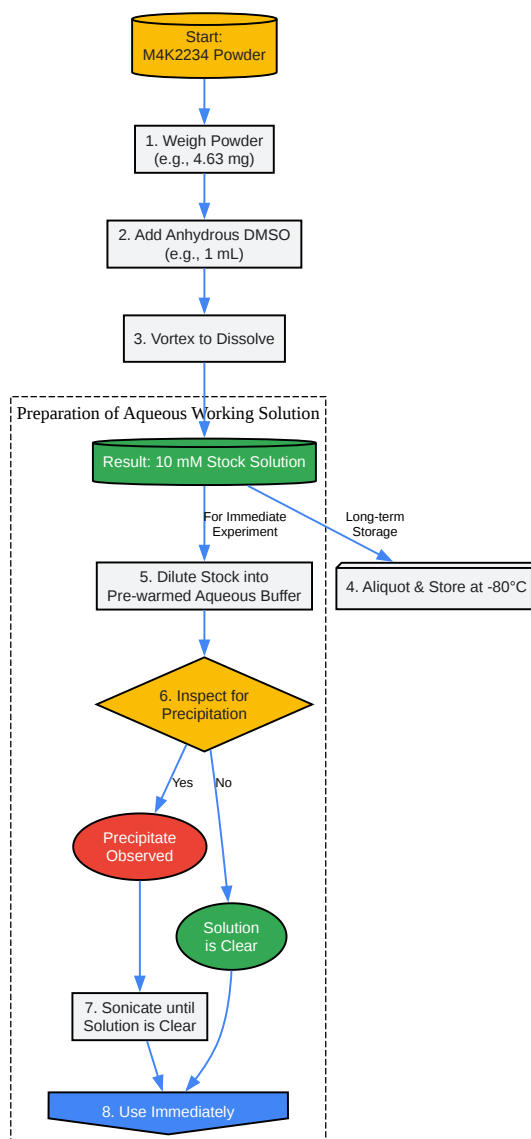 Start:
M4K2234 Powder
1. Weigh Powder
(e.g., 4.63 mg)
2. Add Anhydrous DMSO
(e.g., 1 mL)
3. Vortex to Dissolve
Preparation of Aqueous Working Solution
Result: 10 mM Stock Solution
For Immediate
Experiment
Long-term
Storage
5. Dilute Stock into
Pre-warmed Aqueous Buffer
4. Aliquot & Store at -80°C
6. Inspect for
Precipitation
Yes
No
Precipitate
Observed
Solution
is Clear
7. Sonicate until
Solution is Clear
8. Use Immediately